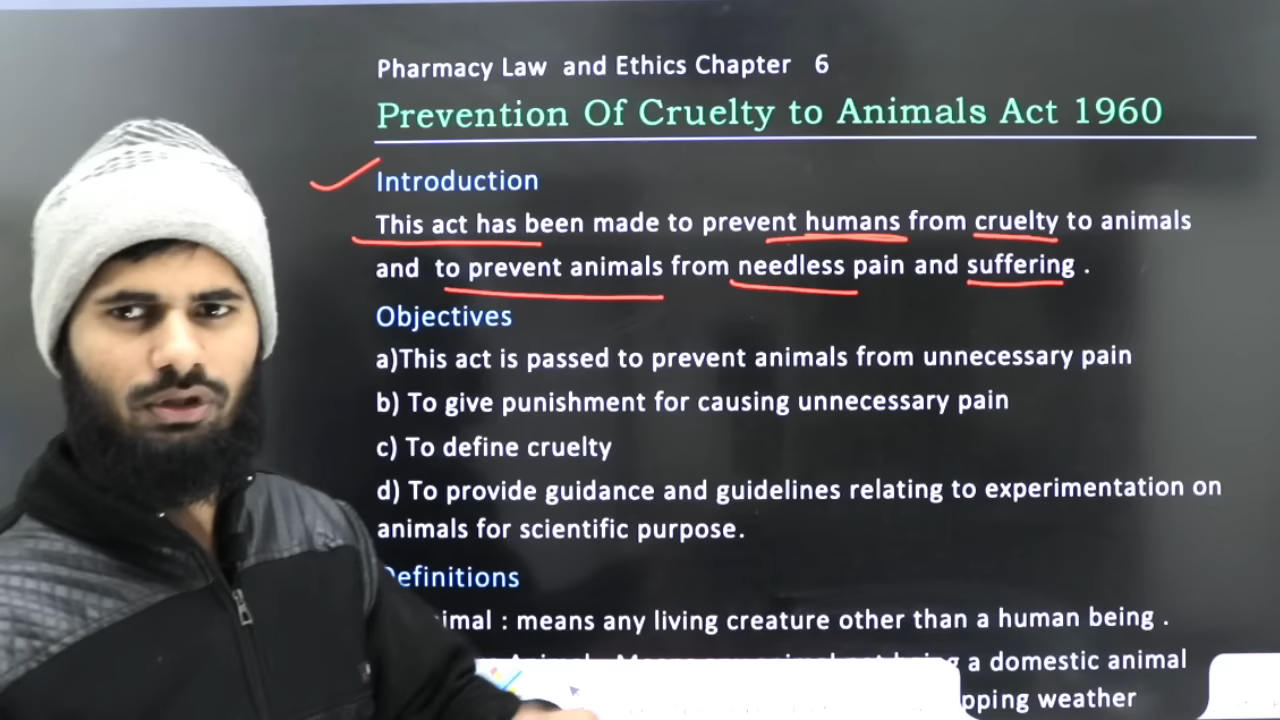 Pharmacy Law and Ethics Chapter 6
Prevention Of Cruelty to Animals Act 1960
Introduction
This act has been made to prevent humans from cruelty to animals
and to prevent animals from needless pain and suffering .
Objectives
a)This act is passed to prevent animals from unnecessary pain
b) To give punishment for causing unnecessary pain
c) To define cruelty
d) To provide guidance and guidelines relating to experimentation on
animals for scientific purpose.
Definitions
: means any living creature other than a human being .
a domestic animal
weather